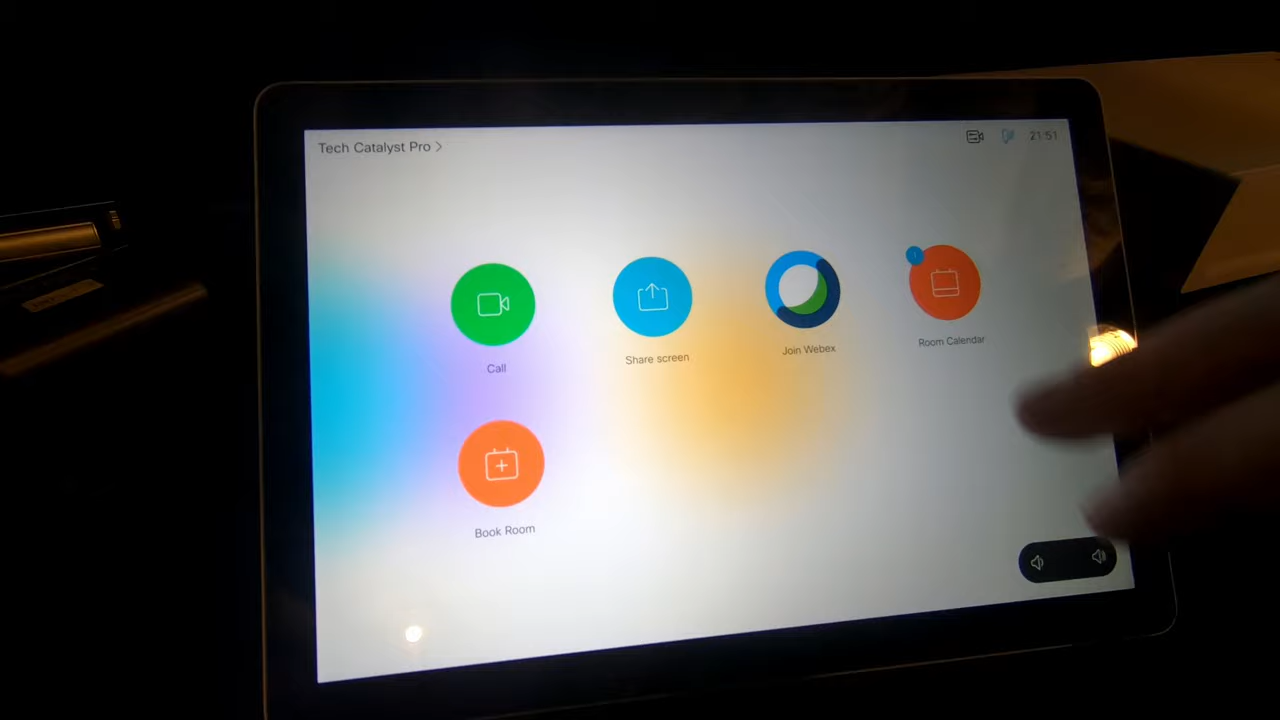 Tech Catalyst Pro
21:51
Call
Share screen
Join Webex
Room Calendar
Book Room